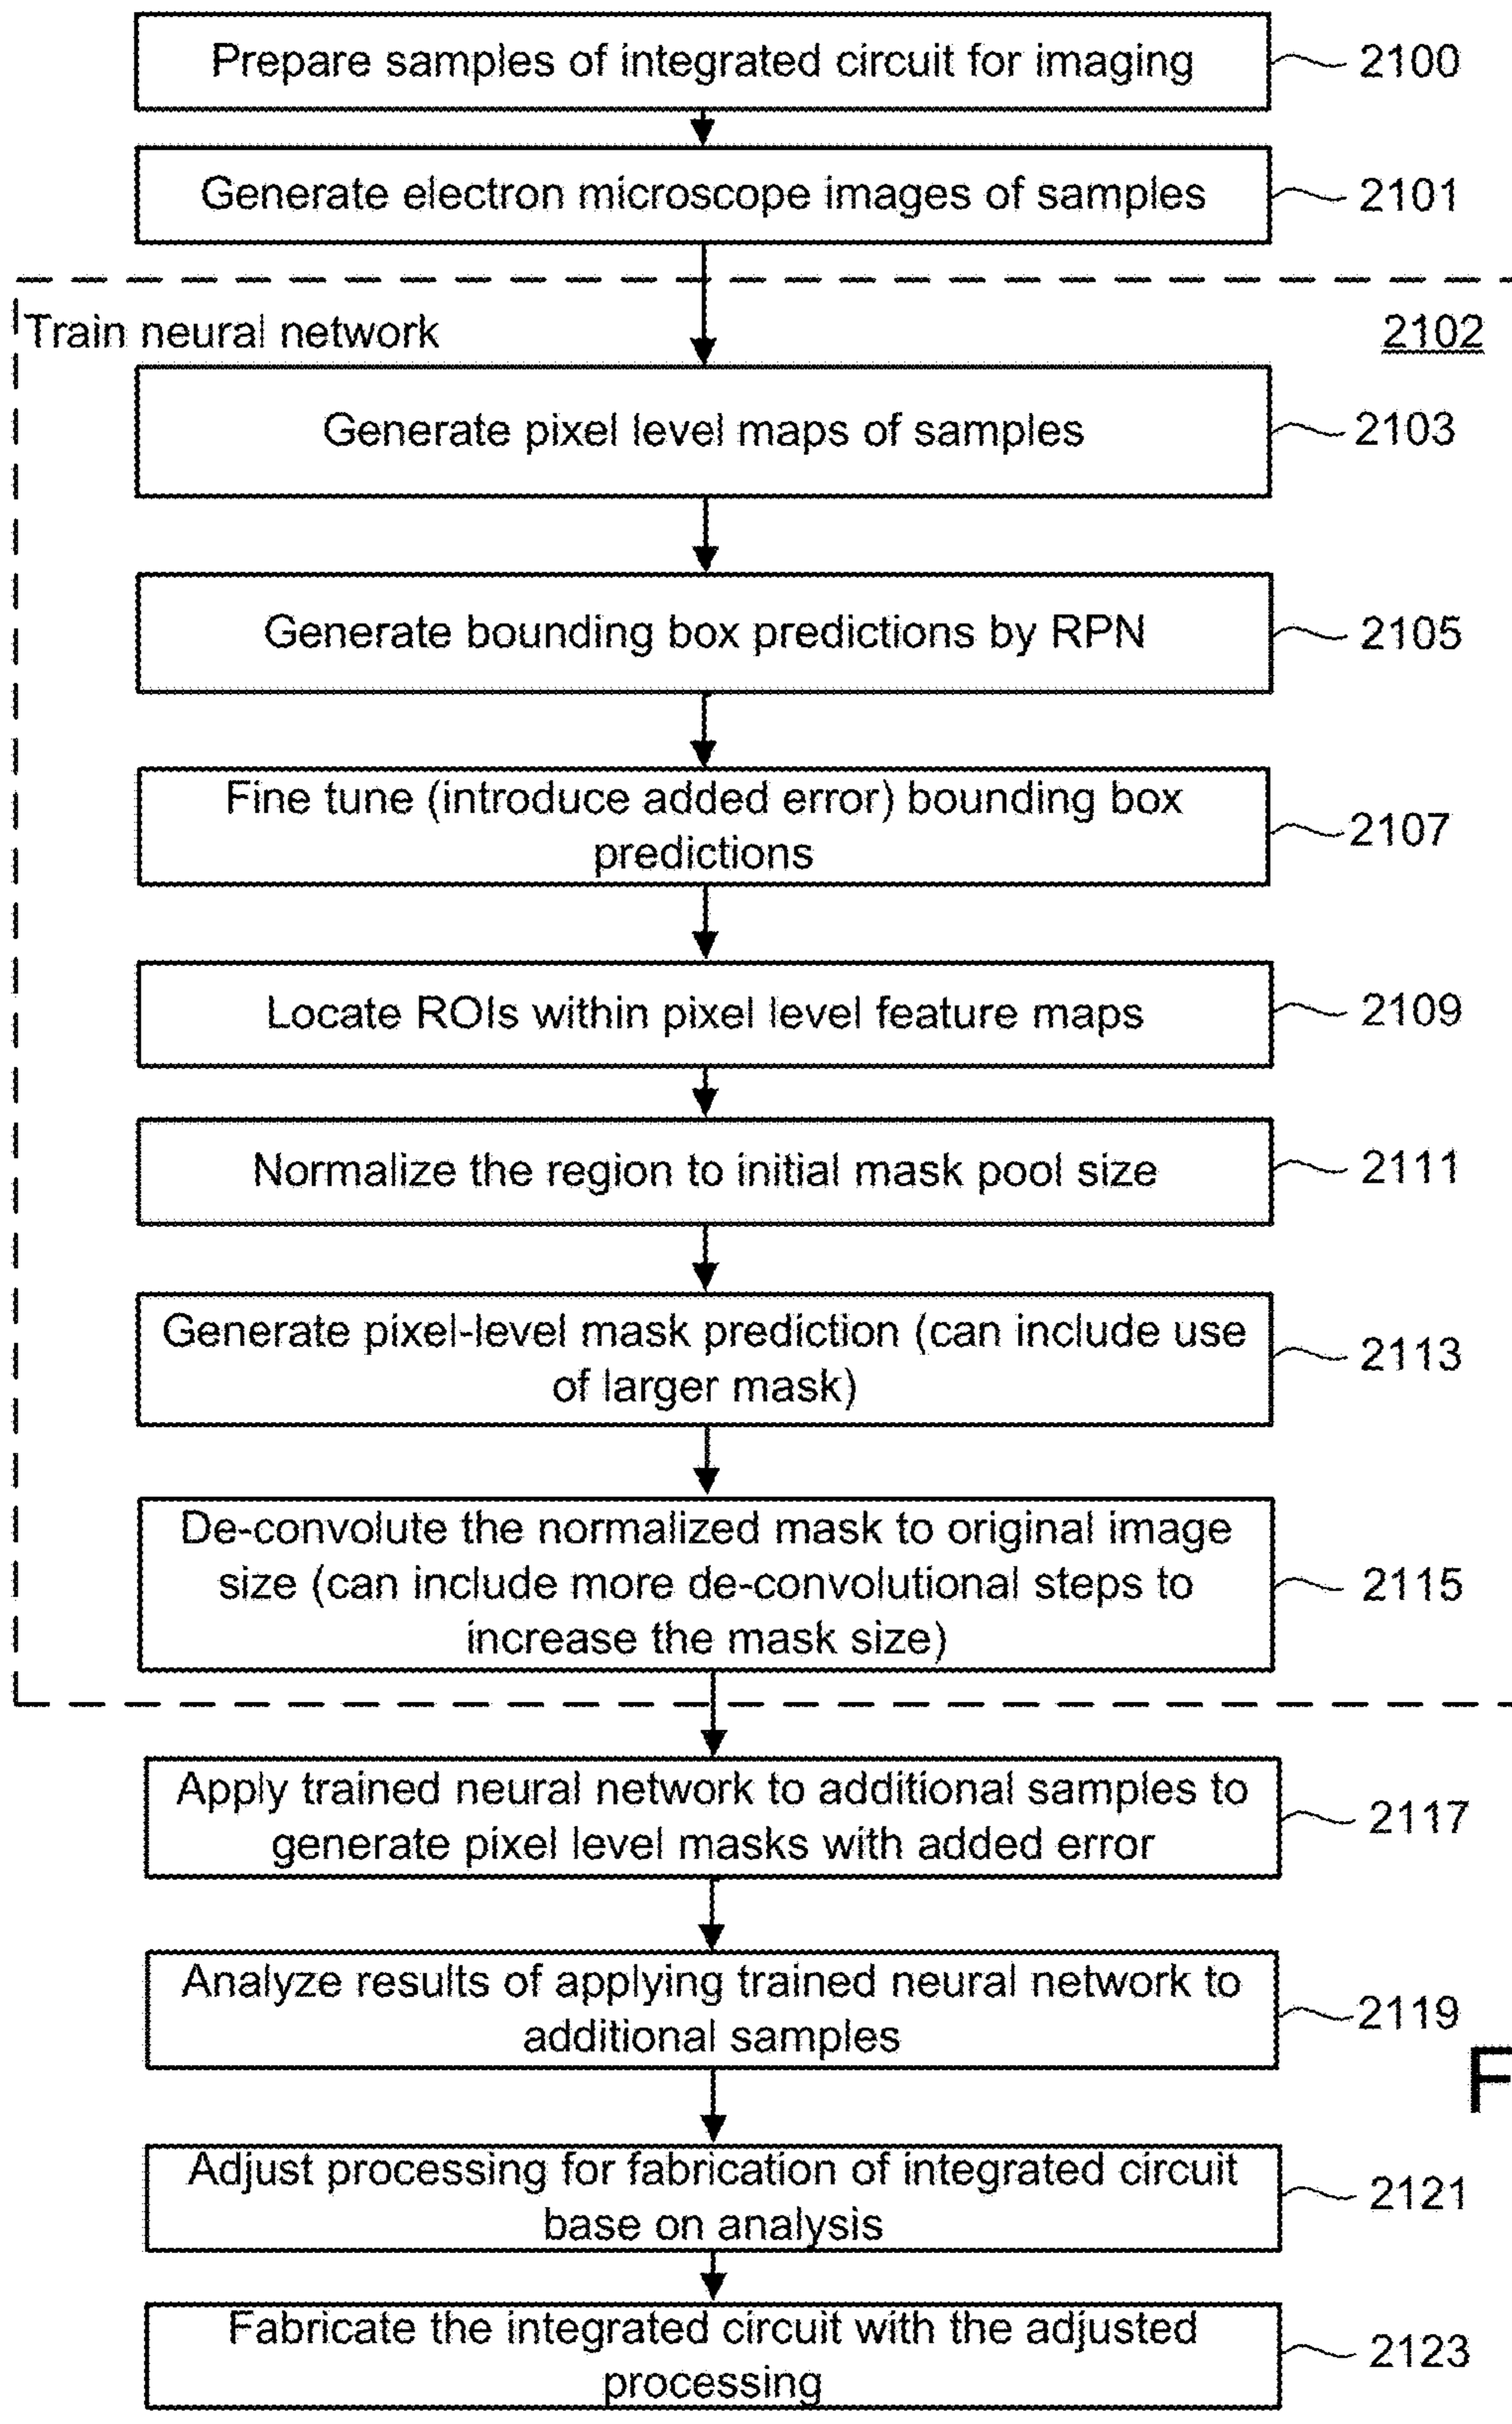 Prepare samples of integrated circuit for imaging
2100
Generate electron microscope images of samples
2101
Train neural network
2102
Generate pixel level maps of samples
2103
Generate bounding box predictions by RPN
2105
Fine tune (introduce added error) bounding box
predictions
2107
Locate ROIs within pixel level feature maps
2109
Normalize the region to initial mask pool size
2111
Generate pixel-level mask prediction (can include use
of larger mask)
2113
De-convolute the normalized mask to original image
size (can include more de-convolutional steps to
increase the mask size)
2115
Apply trained neural network to additional samples to
generate pixel level masks with added error
2117
Analyze results of applying trained neural network to
additional samples
2119
F
Adjust processing for fabrication of integrated circuit
base on analysis
2121
Fabricate the integrated circuit with the adjusted
processing
2123